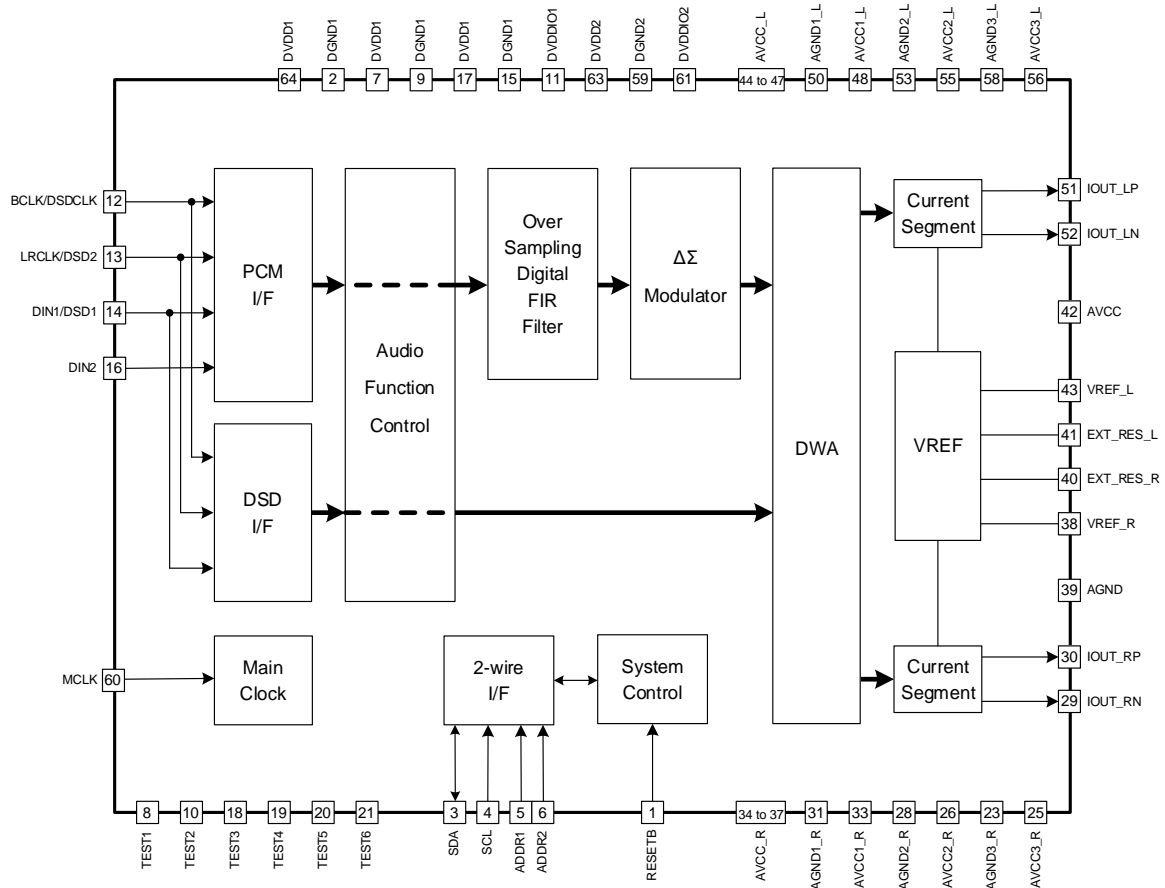 DVDD1
DGND1
DVDD1
DGND1
DVDD1
DGND1
DVDDIO1
DVDD2
DGND2
DVDDIO2
AVCC_L
AGND1_L
AVCC1_L
AGND2_L
AVCC2_L
AGND3_L
AVCC3_L
64
2
7
9
17
15
11
63
59
61
44 to 47
50
48
53
55
58
56
BCLK/DSDCLK
12
LRCLK/DSD2
13
DIN1/DSD1
14
DIN2
16
MCLK
60
PCM
I/F
DSD
I/F
Main
Clock
Audio
Function
Control
Over
Sampling
Digital
FIR
Filter
ΔΣ
Modulator
2-wire
I/F
System
Control
DWA
Current
Segment
VREF
Current
Segment
51
IOUT_LP
52
IOUT_LN
42
AVCC
43
VREF_L
41
EXT_RES_L
40
EXT_RES_R
38
VREF_R
39
AGND
30
IOUT_RP
29
IOUT_RN
8
10
18
19
20
21
3
4
5
6
1
34 to 37
31
33
28
26
23
25
TEST1
TEST2
TEST3
TEST4
TEST5
TEST6
SDA
SCL
ADDR1
ADDR2
RESETB
AVCC_R
AGND1_R
AVCC1_R
AGND2_R
AVCC2_R
AGND3_R
AVCC3_R